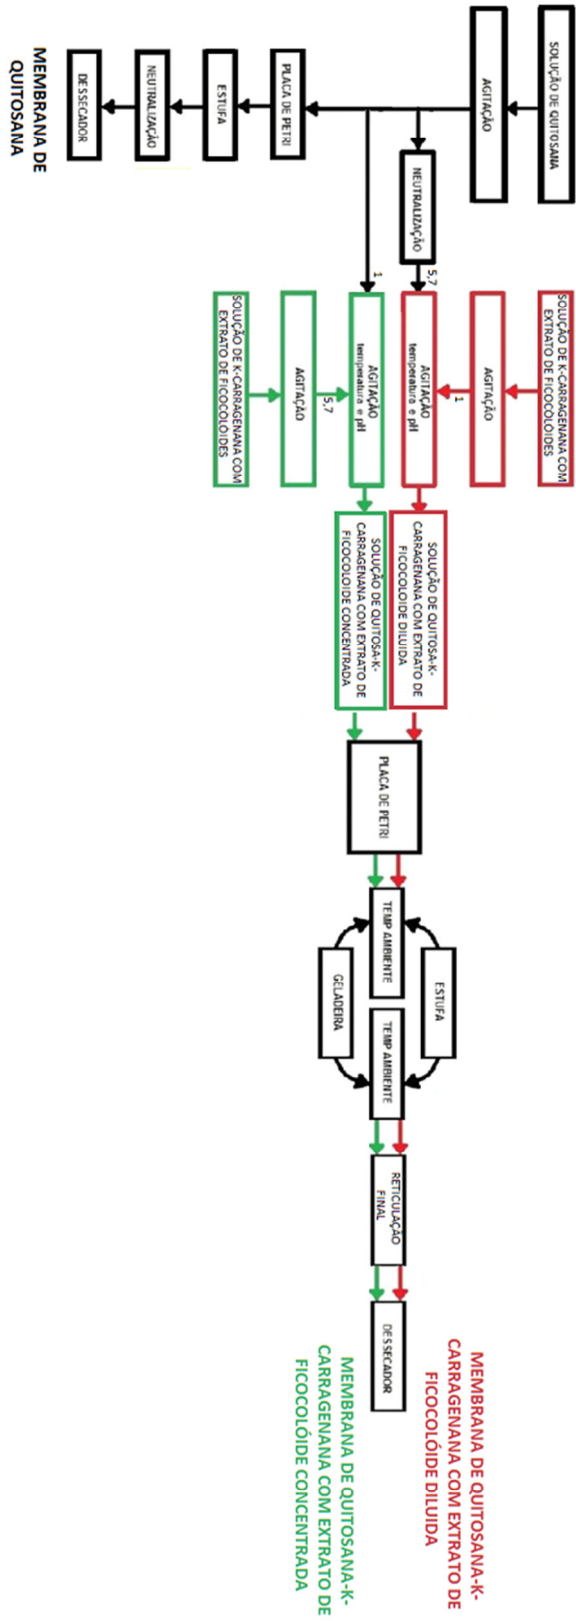 SOLUÇÃO DE QUITOSANA
AGITAÇÃO
NEUTRALIZAÇÃO
PLACA DE PETRI
ESTUFA
NEUTRALIZAÇÃO
DESSECADOR
MEMBRANA DE
QUITOSANA
5,7
1
SOLUÇÃO DE K-CARRAGENANA COM
EXTRATO DE FICOCOLÓIDES
AGITAÇÃO
1
AGITAÇÃO
temperatura e pH
AGITAÇÃO
temperatura e pH
5,7
AGITAÇÃO
SOLUÇÃO DE K-CARRAGENANA COM
EXTRATO DE FICOCOLÓIDES
SOLUÇÃO DE QUITOSA-K-
CARRAGENANA COM EXTRATO DE
FICOCOLOIDE DILUIDA
SOLUÇÃO DE QUITOSA-K-
CARRAGENANA COM EXTRATO DE
FICOCOLOIDE CONCENTRADA
PLACA DE PETRI
TEMP AMBIENTE
ESTUFA
GELADEIRA
TEMP AMBIENTE
RETICULAÇÃO
FINAL
DESSECADOR
MEMBRANA DE QUITOSANA-K-
CARRAGENANA COM EXTRATO DE
FICOCOLÓIDE DILUIDA
MEMBRANA DE QUITOSANA-K-
CARRAGENANA COM EXTRATO DE
FICOCOLÓIDE CONCENTRADA